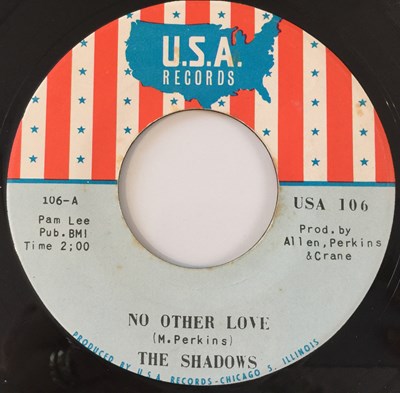 U.S.A.
RECORDS
106-A
USA 106
Pam Lee
Pub.BMI
Time 2;00
Prod.by
Allen,Perkins
&Crane
NO OTHER LOVE
(M.Perkins)
THE SHADOWS
PRODUCED BY U.S.A. RECORDS-CHICAGO 5, ILLINOIS